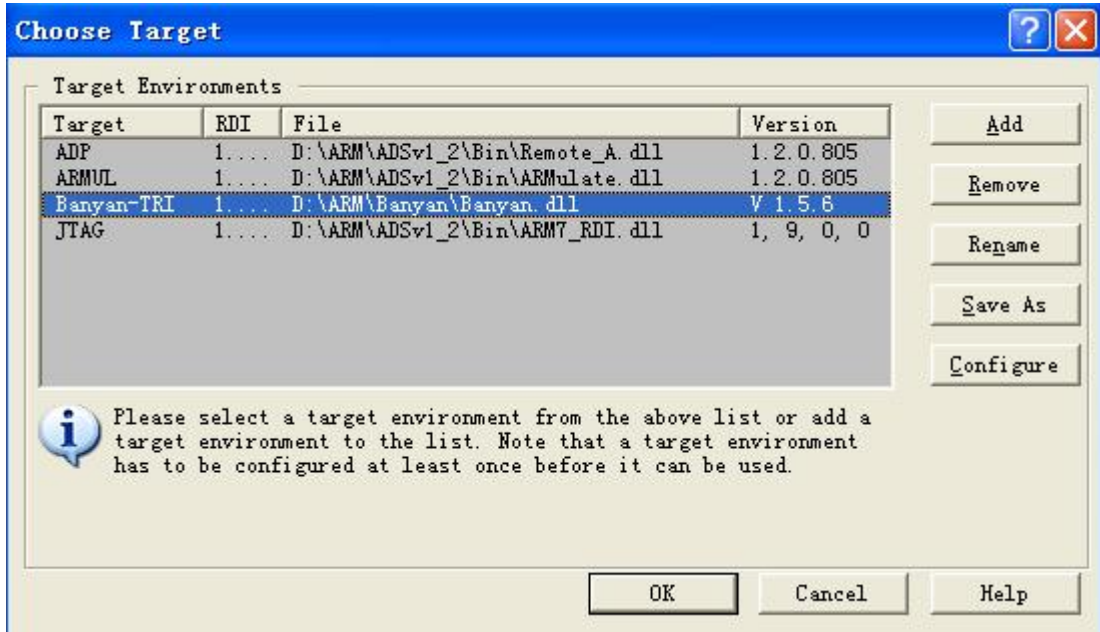 Choose Target
Target Environments
Target RDI File Version
ADP 1.... D:\ARM\ADSv1_2\Bin\Remote_A.dll 1.2.0.805
ARMUL 1.... D:\ARM\ADSv1_2\Bin\ARMulate.dll 1.2.0.805
Banyan-TRI 1.... D:\ARM\Banyan\Banyan.dll V 1.5.6
JTAG 1.... D:\ARM\ADSv1_2\Bin\ARM7_RDI.dll 1, 9, 0, 0
Add
Remove
Rename
Save As
Configure
Please select a target environment from the above list or add a
target environment to the list. Note that a target environment
has to be configured at least once before it can be used.
OK Cancel Help